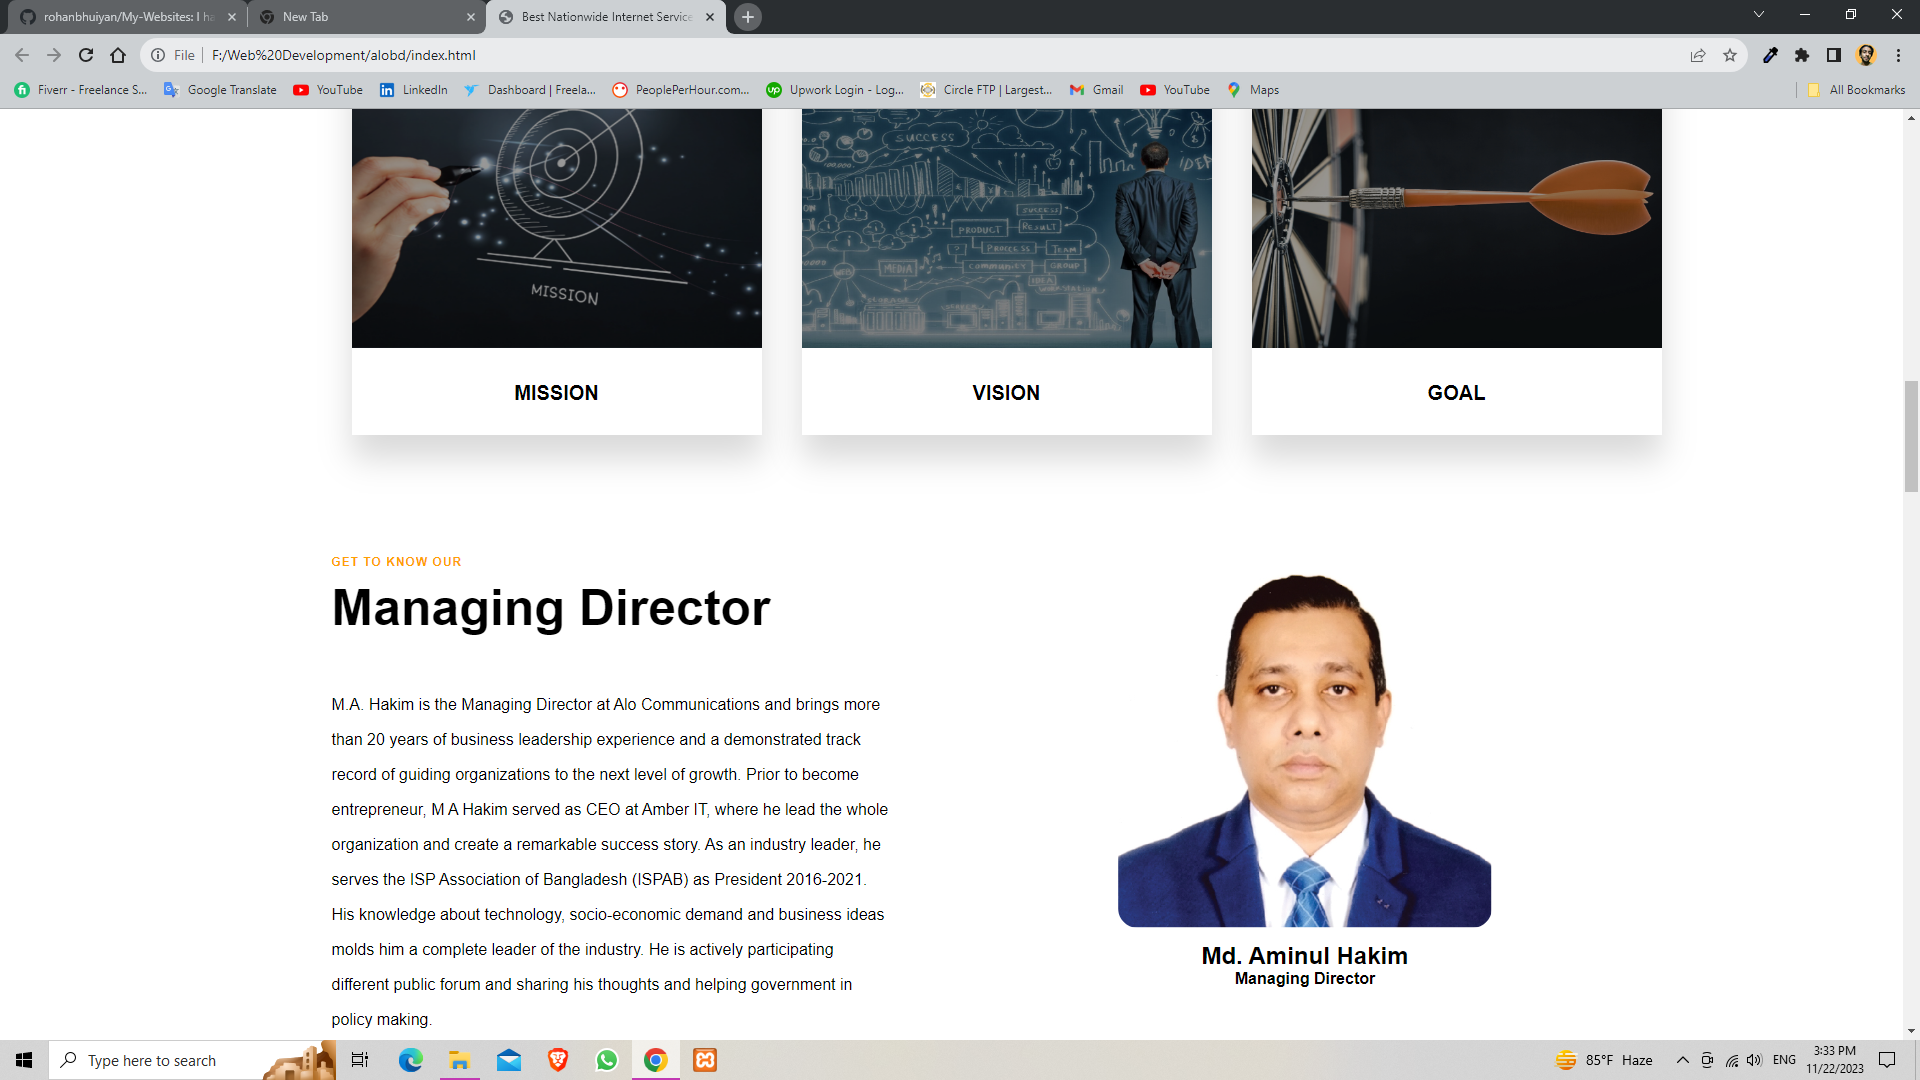 rohanbhuiyan/My-Websites: I ha
New Tab
Best Nationwide Internet Service
File
F:/Web%20Development/alobd/index.html
Fiverr - Freelance S...
Google Translate
YouTube
LinkedIn
Dashboard | Freela...
PeoplePerHour.com...
Upwork Login - Log...
Circle FTP | Largest...
Gmail
YouTube
Maps
All Bookmarks
MISSION
SUCCESS
IDEA
SUCCESS
PRODUCT
RESULT
PROCCESS
TEAM
MEDIA
COMMUNITY
GROUP
WEB
MISSION
VISION
GOAL
GET TO KNOW OUR
Managing Director
M.A. Hakim is the Managing Director at Alo Communications and brings more
than 20 years of business leadership experience and a demonstrated track
record of guiding organizations to the next level of growth. Prior to become
entrepreneur, M A Hakim served as CEO at Amber IT, where he lead the whole
organization and create a remarkable success story. As an industry leader, he
serves the ISP Association of Bangladesh (ISPAB) as President 2016-2021.
His knowledge about technology, socio-economic demand and business ideas
molds him a complete leader of the industry. He is actively participating
different public forum and sharing his thoughts and helping government in
policy making.
Md. Aminul Hakim
Managing Director
Type here to search
85°F Haze
ENG
3:33 PM
11/22/2023